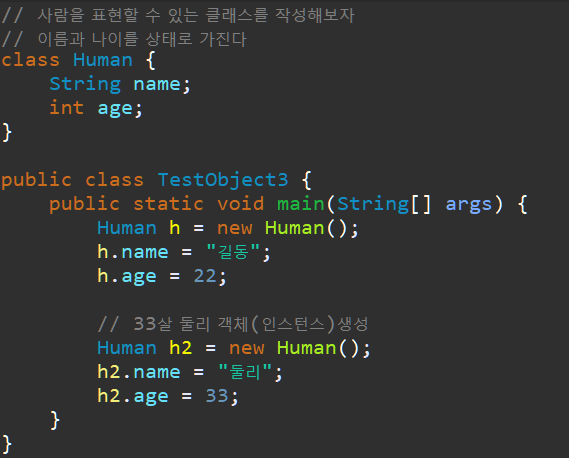 // 사람을 표현할 수 있는 클래스를 작성해보자
// 이름과 나이를 상태로 가진다
class Human {
    String name;
    int age;
}

public class TestObject3 {
    public static void main(String[] args) {
        Human h = new Human();
        h.name = "길동";
        h.age = 22;

        // 33살 둘리 객체(인스턴스)생성
        Human h2 = new Human();
        h2.name = "둘리";
        h2.age = 33;
    }
}